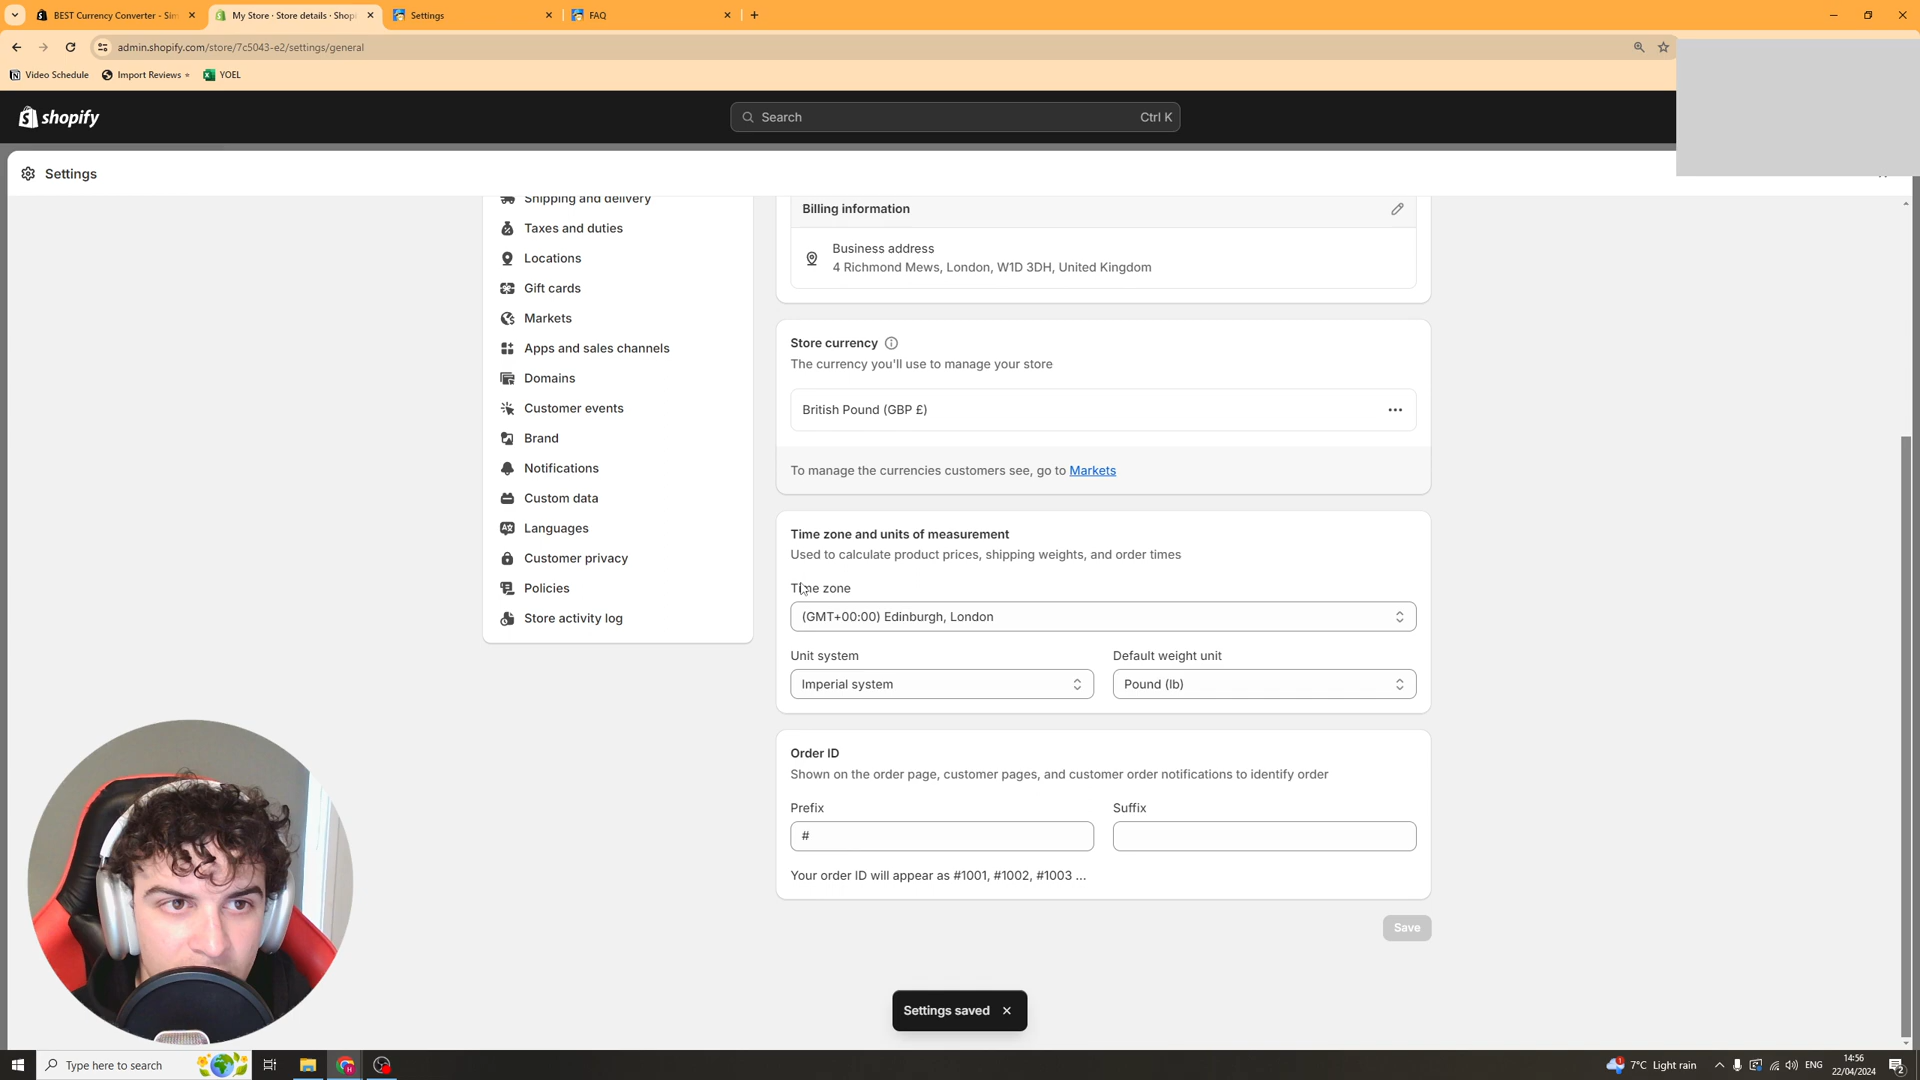 BEST Currency Converter - Sim
My Store · Store details · Shopi
Settings
FAQ
admin.shopify.com/store/7c5043-e2/settings/general
Video Schedule
Import Reviews
YOEL
shopify
Search
Ctrl K
Settings
Shipping and delivery
Taxes and duties
Locations
Gift cards
Markets
Apps and sales channels
Domains
Customer events
Brand
Notifications
Custom data
Languages
Customer privacy
Policies
Store activity log
Billing information
Business address
4 Richmond Mews, London, W1D 3DH, United Kingdom
Store currency
The currency you'll use to manage your store
British Pound (GBP £)
To manage the currencies customers see, go to Markets
Time zone and units of measurement
Used to calculate product prices, shipping weights, and order times
Time zone
(GMT+00:00) Edinburgh, London
Unit system
Default weight unit
Imperial system
Pound (lb)
Order ID
Shown on the order page, customer pages, and customer order notifications to identify order
Prefix
Suffix
#
Your order ID will appear as #1001, #1002, #1003 ...
Save
Settings saved
Type here to search
7°C Light rain
ENG
14:56
22/04/2024